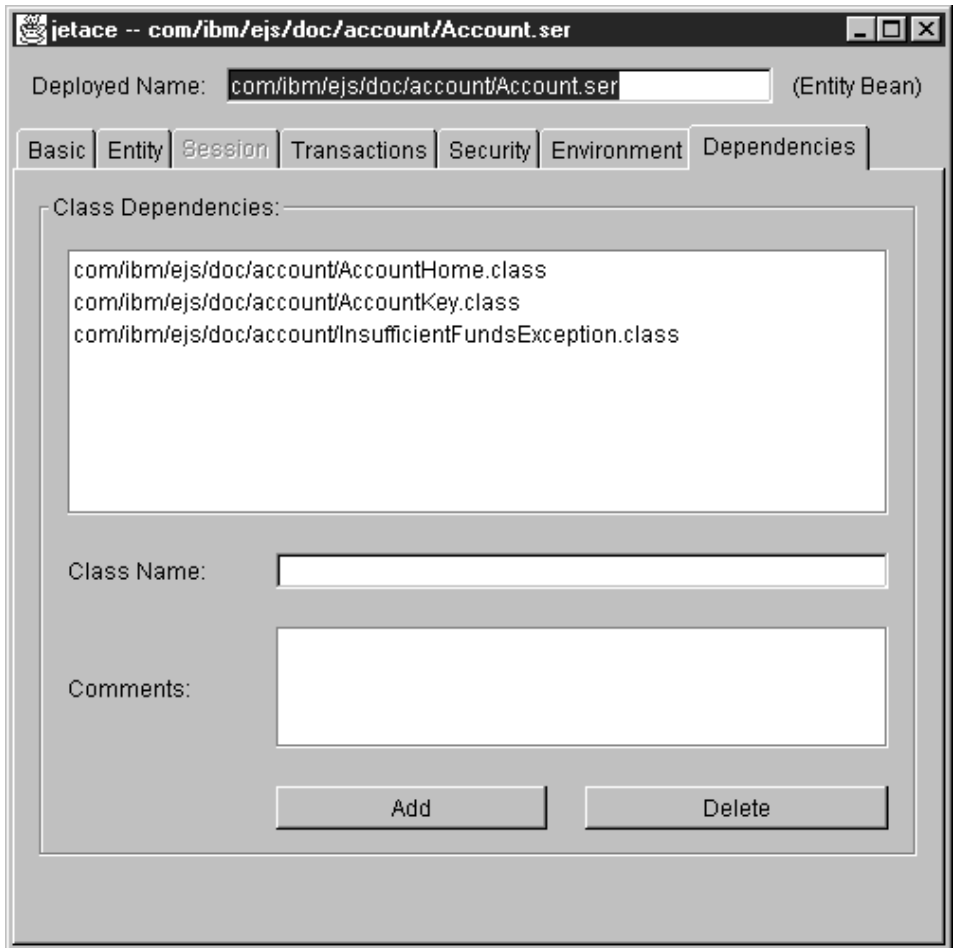 jetace -- com/ibm/ejs/doc/account/Account.ser
Deployed Name: com/ibm/ejs/doc/account/Account.ser (Entity Bean)
Basic Entity Session Transactions Security Environment Dependencies
Class Dependencies:
com/ibm/ejs/doc/account/AccountHome.class
com/ibm/ejs/doc/account/AccountKey.class
com/ibm/ejs/doc/account/InsufficientFundsException.class
Class Name:
Comments:
Add Delete